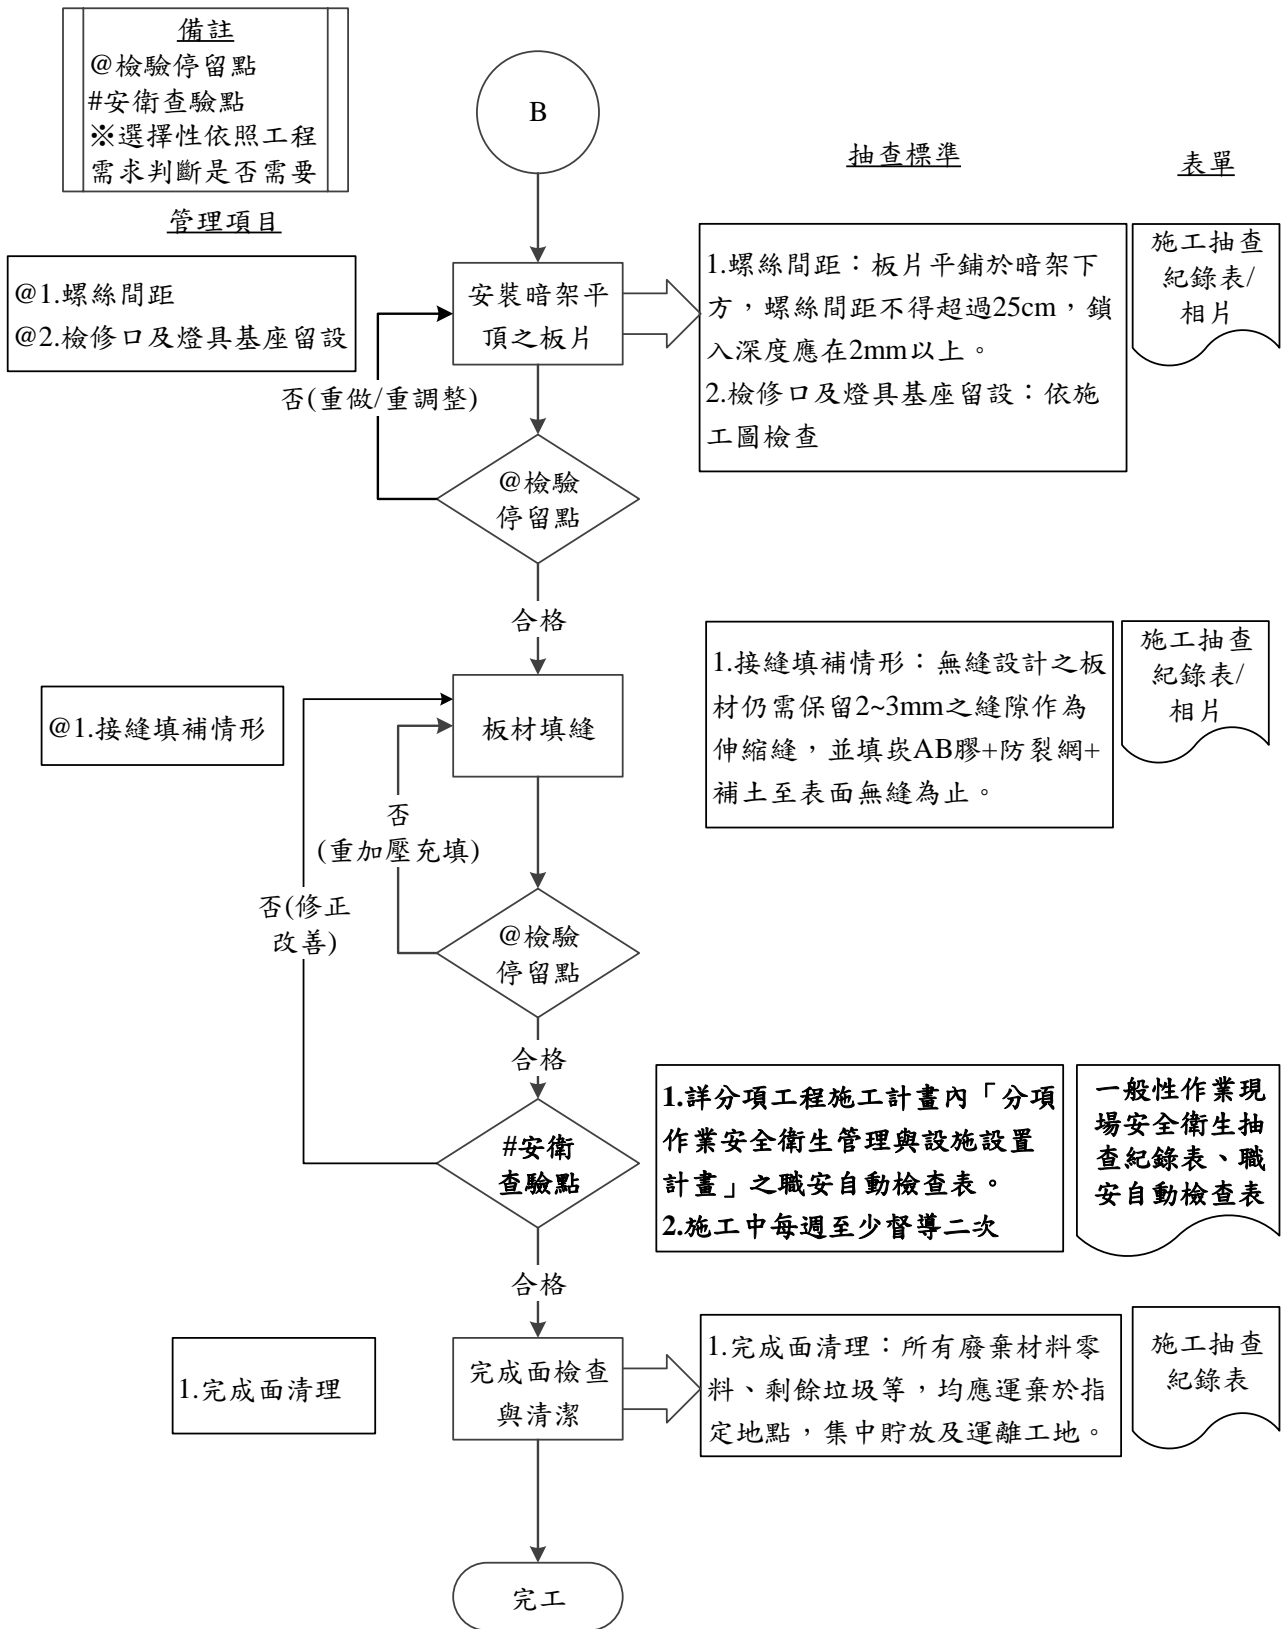 備註
@檢驗停留點
#安衛查驗點
※選擇性依照工程
需求判斷是否需要
管理項目
B
抽查標準
表單
@1.螺絲間距
@2.檢修口及燈具基座留設
安裝暗架平
頂之板片
1.螺絲間距：板片平鋪於暗架下
方，螺絲間距不得超過25cm，鎖
入深度應在2mm以上。
2.檢修口及燈具基座留設：依施
工圖檢查
施工抽查
紀錄表/
相片
否(重做/重調整)
@檢驗
停留點
合格
@1.接縫填補情形
板材填縫
1.接縫填補情形：無縫設計之板
材仍需保留2~3mm之縫隙作為
伸縮縫，並填崁AB膠+防裂網+
補土至表面無縫為止。
施工抽查
紀錄表/
相片
否
(重加壓充填)
否(修正
改善)
@檢驗
停留點
合格
#安衛
查驗點
1.詳分項工程施工計畫內「分項
作業安全衛生管理與設施設置
計畫」之職安自動檢查表。
2.施工中每週至少督導二次
一般性作業現
場安全衛生抽
查紀錄表、職
安自動檢查表
合格
1.完成面清理
完成面檢查
與清潔
1.完成面清理：所有廢棄材料零
料、剩餘垃圾等，均應運棄於指
定地點，集中貯放及運離工地。
施工抽查
紀錄表
完工